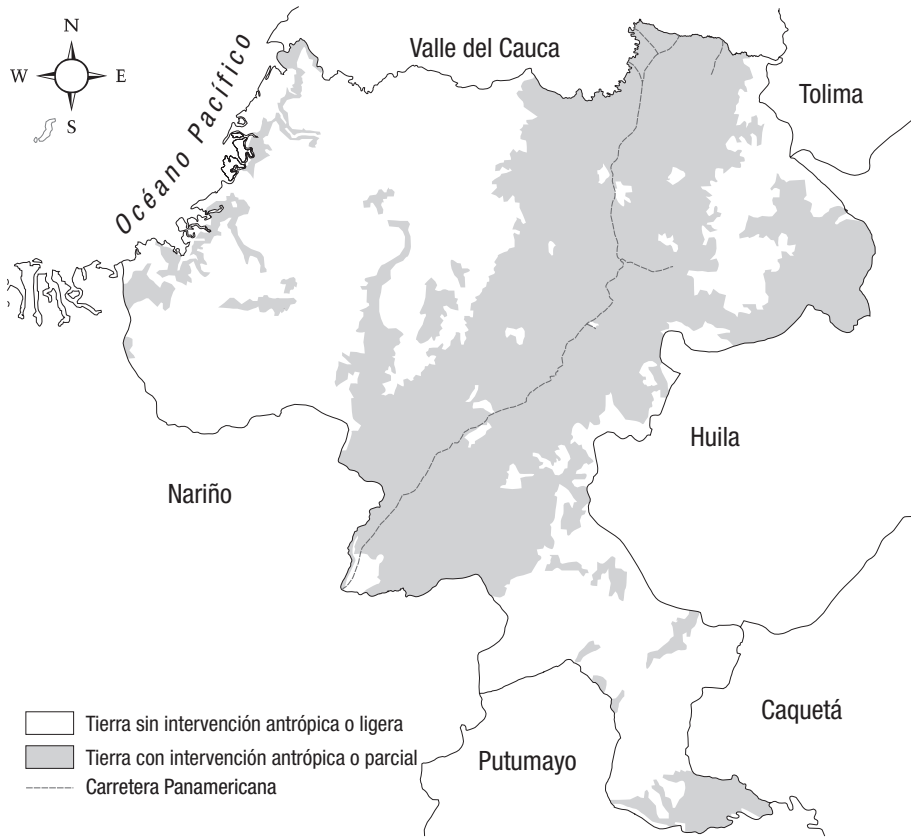 N
W E
S
Océano Pacífico
Valle del Cauca
Tolima
Huila
Nariño
Caquetá
Putumayo
Tierra sin intervención antrópica o ligera
Tierra con intervención antrópica o parcial
Carretera Panamericana